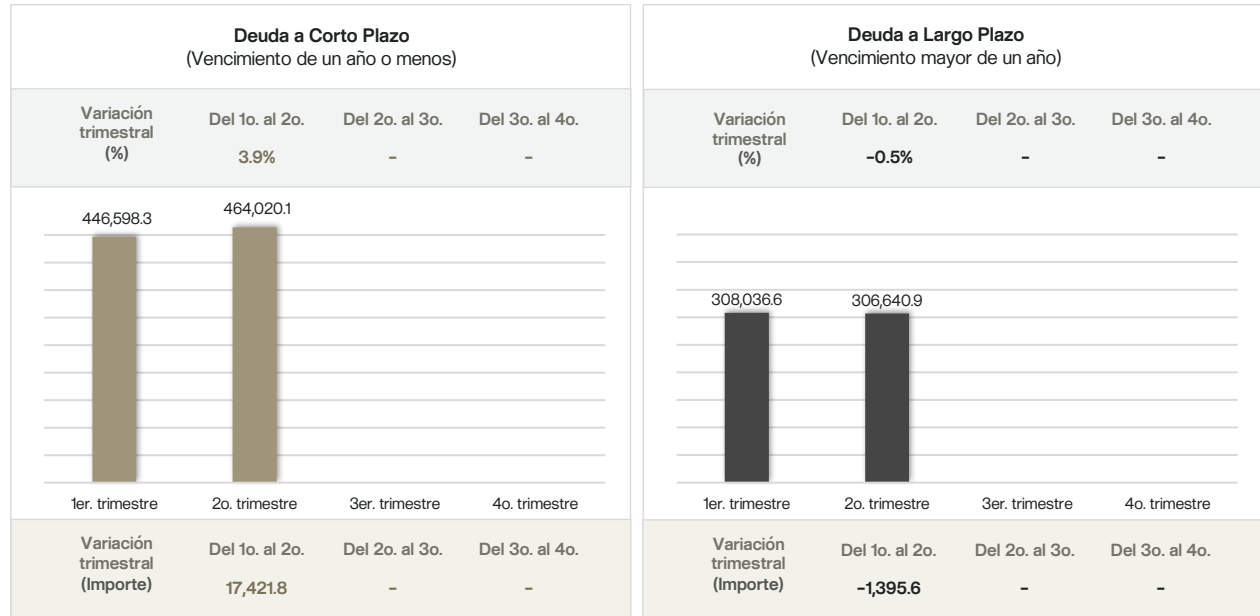 Deuda a Corto Plazo
(Vencimiento de un año o menos)
Variación
trimestral
(%)
Del 1o. al 2o.
Del 2o. al 3o.
Del 3o. al 4o.
3.9%
–
–
446,598.3
464,020.1
1er. trimestre
2o. trimestre
3er. trimestre
4o. trimestre
Variación
trimestral
(Importe)
Del 1o. al 2o.
Del 2o. al 3o.
Del 3o. al 4o.
17,421.8
–
–
Deuda a Largo Plazo
(Vencimiento mayor de un año)
Variación
trimestral
(%)
Del 1o. al 2o.
Del 2o. al 3o.
Del 3o. al 4o.
-0.5%
–
–
308,036.6
306,640.9
1er. trimestre
2o. trimestre
3er. trimestre
4o. trimestre
Variación
trimestral
(Importe)
Del 1o. al 2o.
Del 2o. al 3o.
Del 3o. al 4o.
-1,395.6
–
–